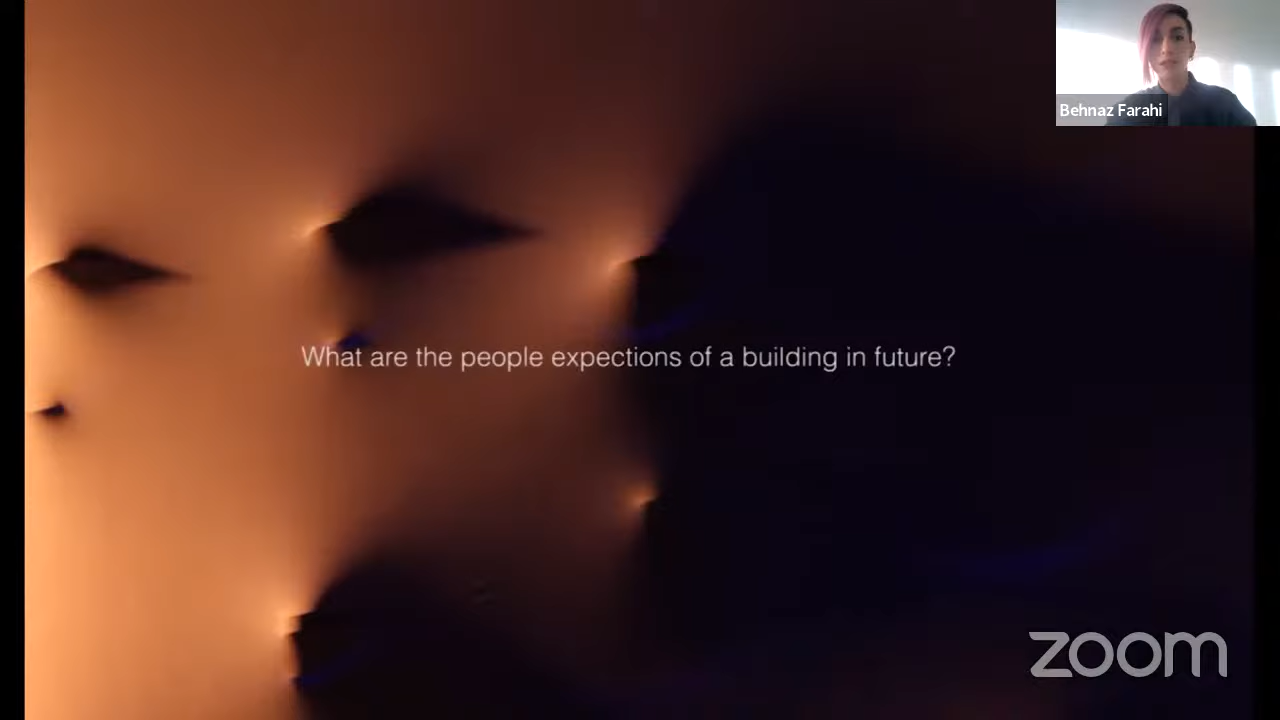 Behnaz Farahi
What are the people expections of a building in future?
zoom